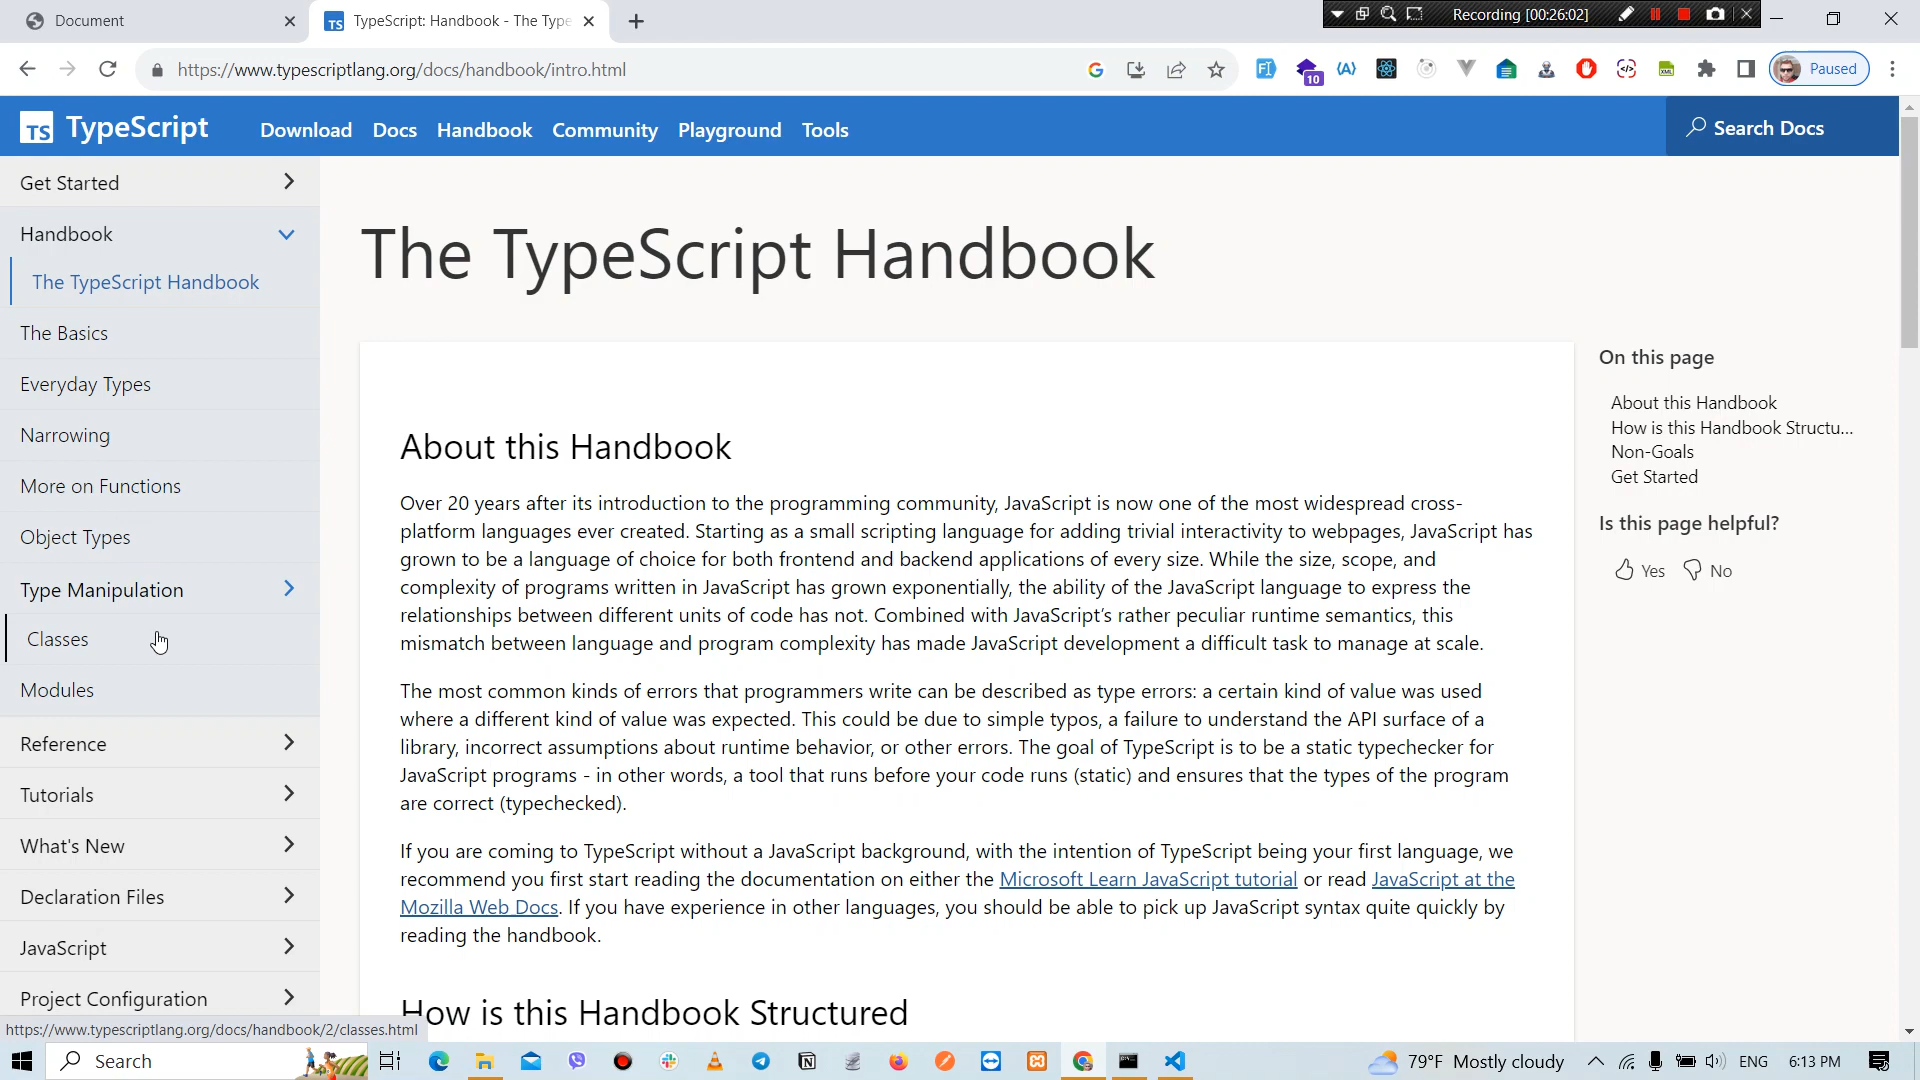 Document
TypeScript: Handbook - The Type
Recording [00:26:02]
https://www.typescriptlang.org/docs/handbook/intro.html
10
Paused
TS TypeScript
Download Docs Handbook Community Playground Tools
Search Docs
Get Started
Handbook
The TypeScript Handbook
The Basics
Everyday Types
Narrowing
More on Functions
Object Types
Type Manipulation
Classes
Modules
Reference
Tutorials
What's New
Declaration Files
JavaScript
Project Configuration
The TypeScript Handbook
About this Handbook
Over 20 years after its introduction to the programming community, JavaScript is now one of the most widespread cross-
platform languages ever created. Starting as a small scripting language for adding trivial interactivity to webpages, JavaScript has
grown to be a language of choice for both frontend and backend applications of every size. While the size, scope, and
complexity of programs written in JavaScript has grown exponentially, the ability of the JavaScript language to express the
relationships between different units of code has not. Combined with JavaScript's rather peculiar runtime semantics, this
mismatch between language and program complexity has made JavaScript development a difficult task to manage at scale.
The most common kinds of errors that programmers write can be described as type errors: a certain kind of value was used
where a different kind of value was expected. This could be due to simple typos, a failure to understand the API surface of a
library, incorrect assumptions about runtime behavior, or other errors. The goal of TypeScript is to be a static typechecker for
JavaScript programs - in other words, a tool that runs before your code runs (static) and ensures that the types of the program
are correct (typechecked).
If you are coming to TypeScript without a JavaScript background, with the intention of TypeScript being your first language, we
recommend you first start reading the documentation on either the Microsoft Learn JavaScript tutorial or read JavaScript at the
Mozilla Web Docs. If you have experience in other languages, you should be able to pick up JavaScript syntax quite quickly by
reading the handbook.
How is this Handbook Structured
On this page
About this Handbook
How is this Handbook Structu...
Non-Goals
Get Started
Is this page helpful?
Yes No
https://www.typescriptlang.org/docs/handbook/2/classes.html
Search
79°F Mostly cloudy
ENG
6:13 PM